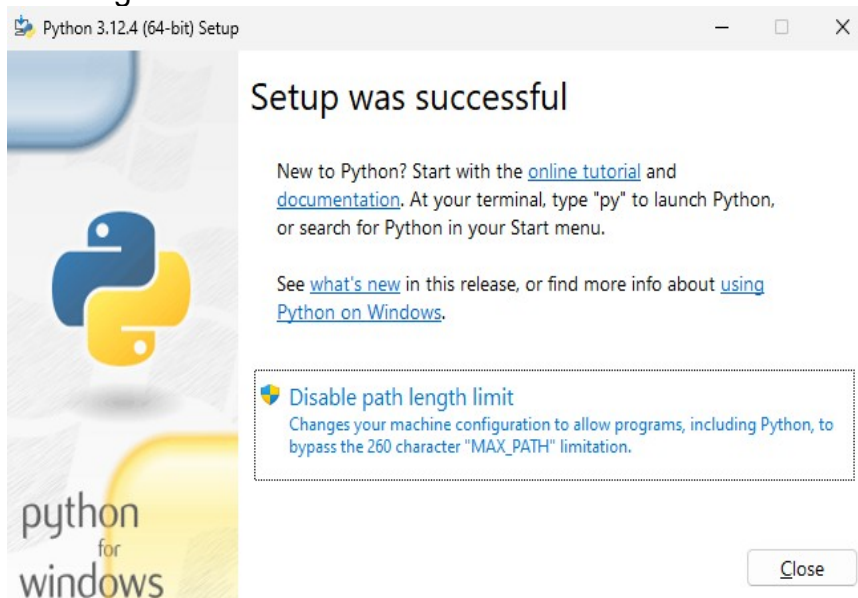 Python 3.12.4 (64-bit) Setup
Setup was successful
New to Python? Start with the online tutorial and
documentation. At your terminal, type "py" to launch Python,
or search for Python in your Start menu.
See what's new in this release, or find more info about using
Python on Windows.
Disable path length limit
Changes your machine configuration to allow programs, including Python, to
bypass the 260 character "MAX_PATH" limitation.
python
for
windows
Close